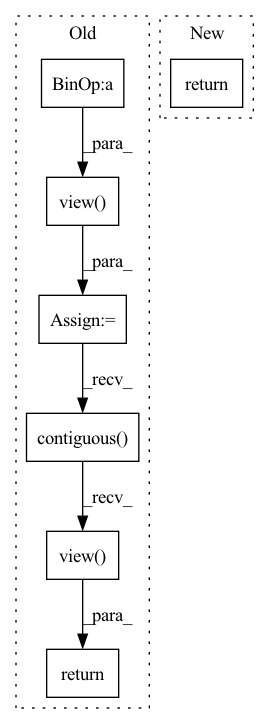 Old
New
BinOp:a
return
_para_
view()
_para_
Assign:=
_recv_
contiguous()
_recv_
view()
_para_
return